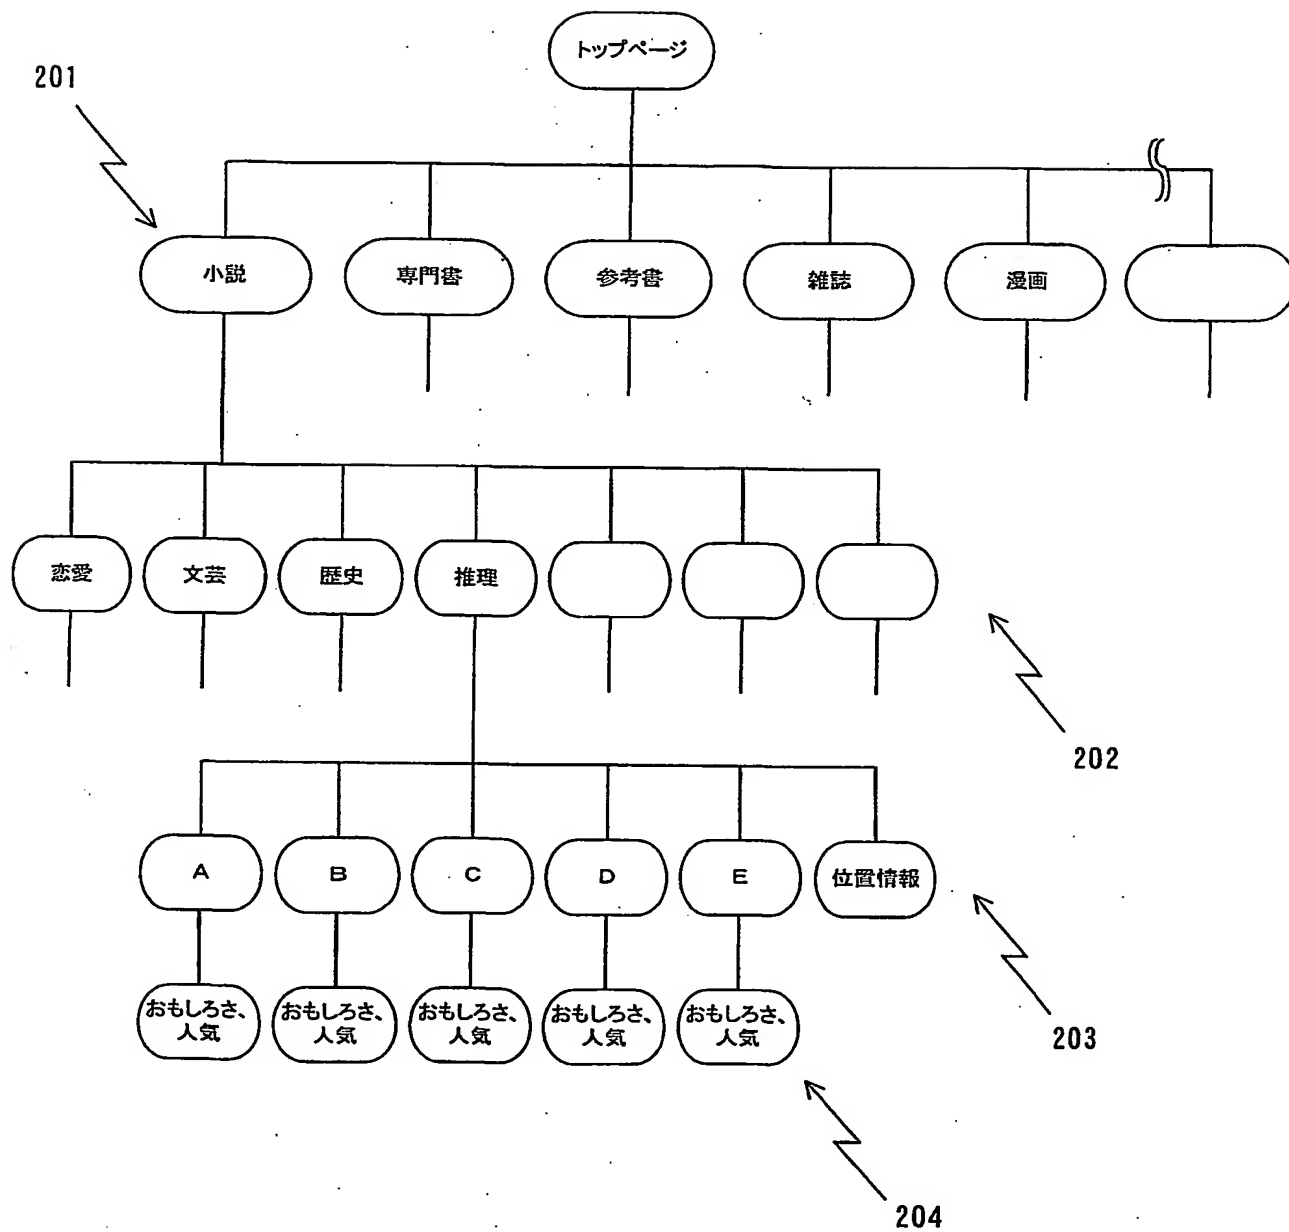 トップページ
201
小説
専門書
参考書
雑誌
漫画
恋愛
文芸
歴史
推理
202
A
B
C
D
E
位置情報
203
おもしろさ、
人気
おもしろさ、
人気
おもしろさ、
人気
おもしろさ、
人気
おもしろさ、
人気
204